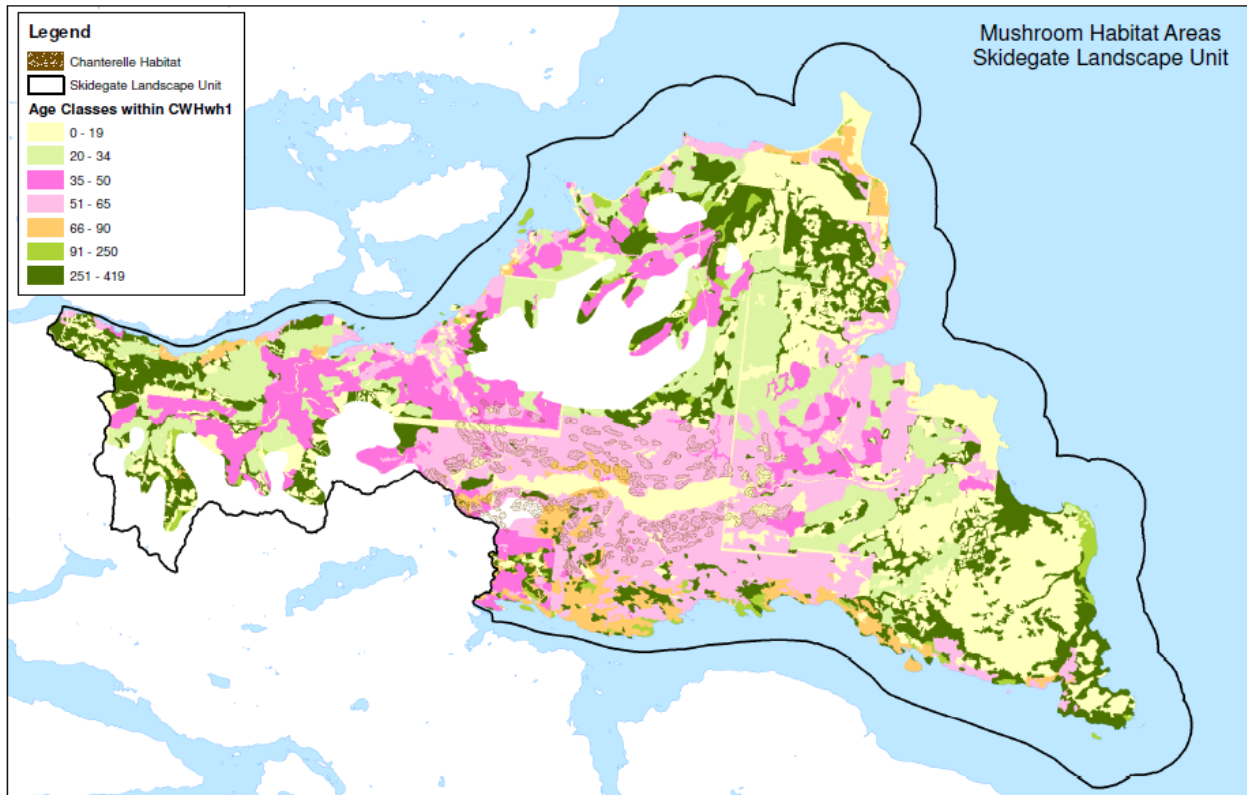 Legend
Chanterelle Habitat
Skidegate Landscape Unit
Age Classes within CWHwh1
0 - 19
20 - 34
35 - 50
51 - 65
66 - 90
91 - 250
251 - 419
Mushroom Habitat Areas
Skidegate Landscape Unit